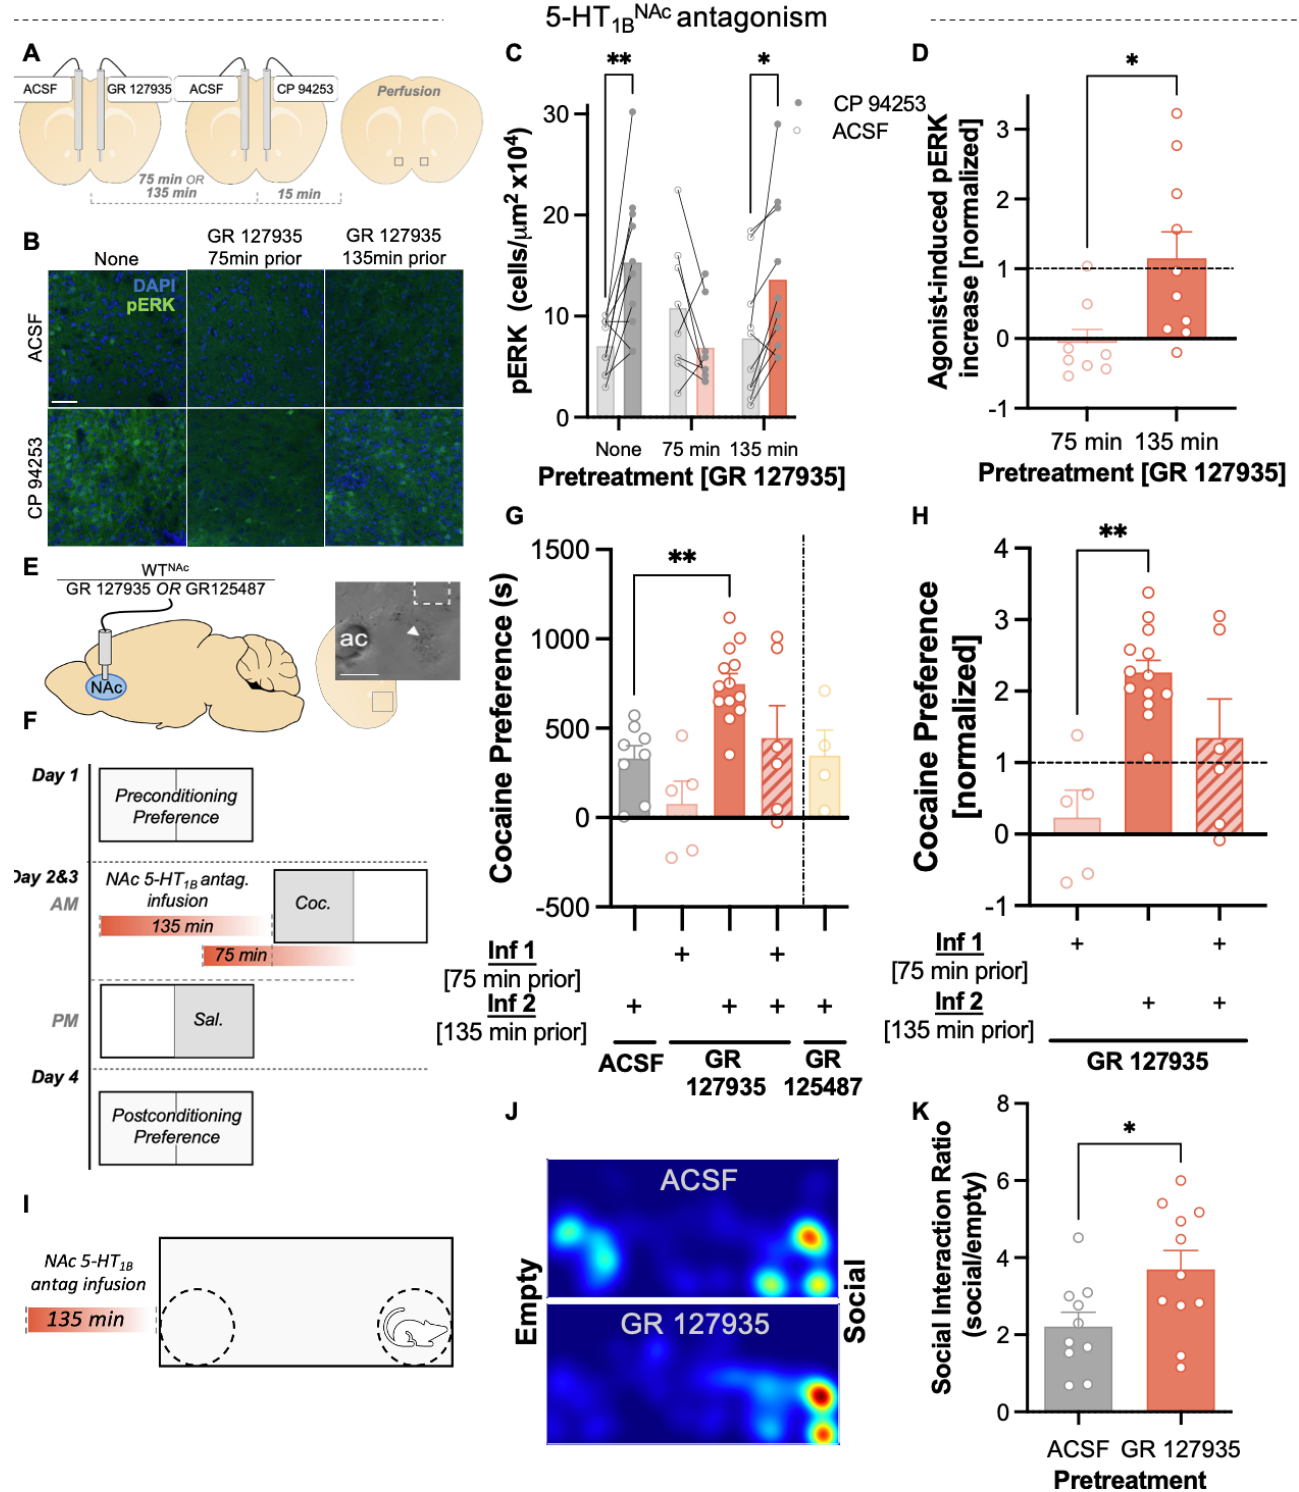 5-HT1BNAc antagonism
A
ACSF
GR 127935
ACSF
CP 94253
Perfusion
75 min OR
135 min
15 min
B
None
GR 127935
75min prior
GR 127935
135min prior
DAPI
pERK
ACSF
CP 94253
C
**
*
CP 94253
ACSF
pERK (cells/μm2 x104)
30
20
10
0
None
75 min
135 min
Pretreatment [GR 127935]
D
*
Agonist-induced pERK
increase [normalized]
3
2
1
0
-1
75 min
135 min
Pretreatment [GR 127935]
E
WTNAc
GR 127935 OR GR125487
NAc
ac
F
Day 1
Preconditioning
Preference
Day 2&3
AM
NAc 5-HT1B antag.
infusion
135 min
75 min
Coc.
PM
Sal.
Day 4
Postconditioning
Preference
G
**
Cocaine Preference (s)
1500
1000
500
0
-500
Inf 1
[75 min prior]
+ +
Inf 2
[135 min prior]
+ + + +
ACSF
GR
127935
GR
125487
H
**
Cocaine Preference
[normalized]
4
3
2
1
0
-1
Inf 1
[75 min prior]
+ +
Inf 2
[135 min prior]
+ +
GR 127935
I
NAc 5-HT1B
antag infusion
135 min
J
ACSF
GR 127935
Empty
Social
K
*
Social Interaction Ratio
(social/empty)
8
6
4
2
0
ACSF
GR 127935
Pretreatment